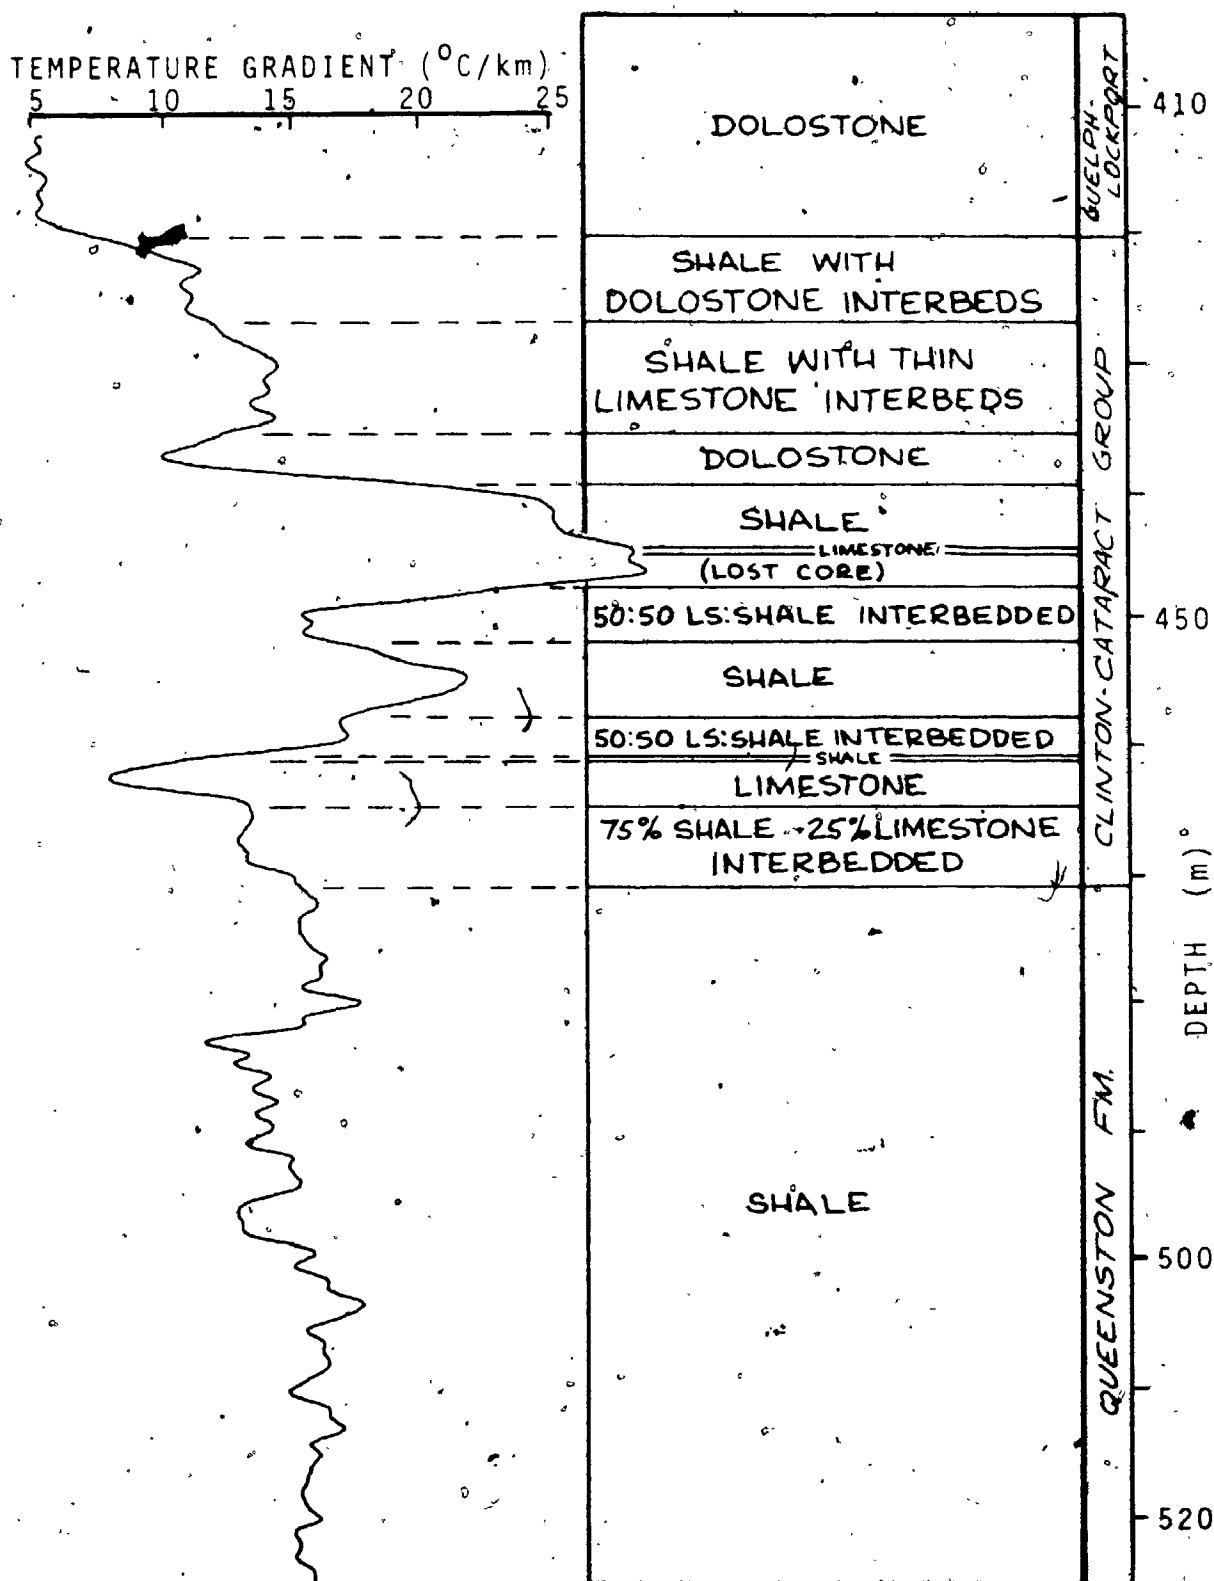 TEMPERATURE GRADIENT (°C/km)
5 10 15 20 25
DOLOSTONE
SHALE WITH
DOLOSTONE INTERBEDS
SHALE WITH THIN
LIMESTONE INTERBEDS
DOLOSTONE
SHALE
LIMESTONE
(LOST CORE)
50:50 LS:SHALE INTERBEDDED
SHALE
50:50 LS:SHALE INTERBEDDED
SHALE
LIMESTONE
75% SHALE - 25% LIMESTONE
INTERBEDDED
SHALE
GUELPH-
LOCKPORT
CLINTON-CATARACT GROUP
QUEENSTON FM.
410
450
DEPTH (m)
500
520